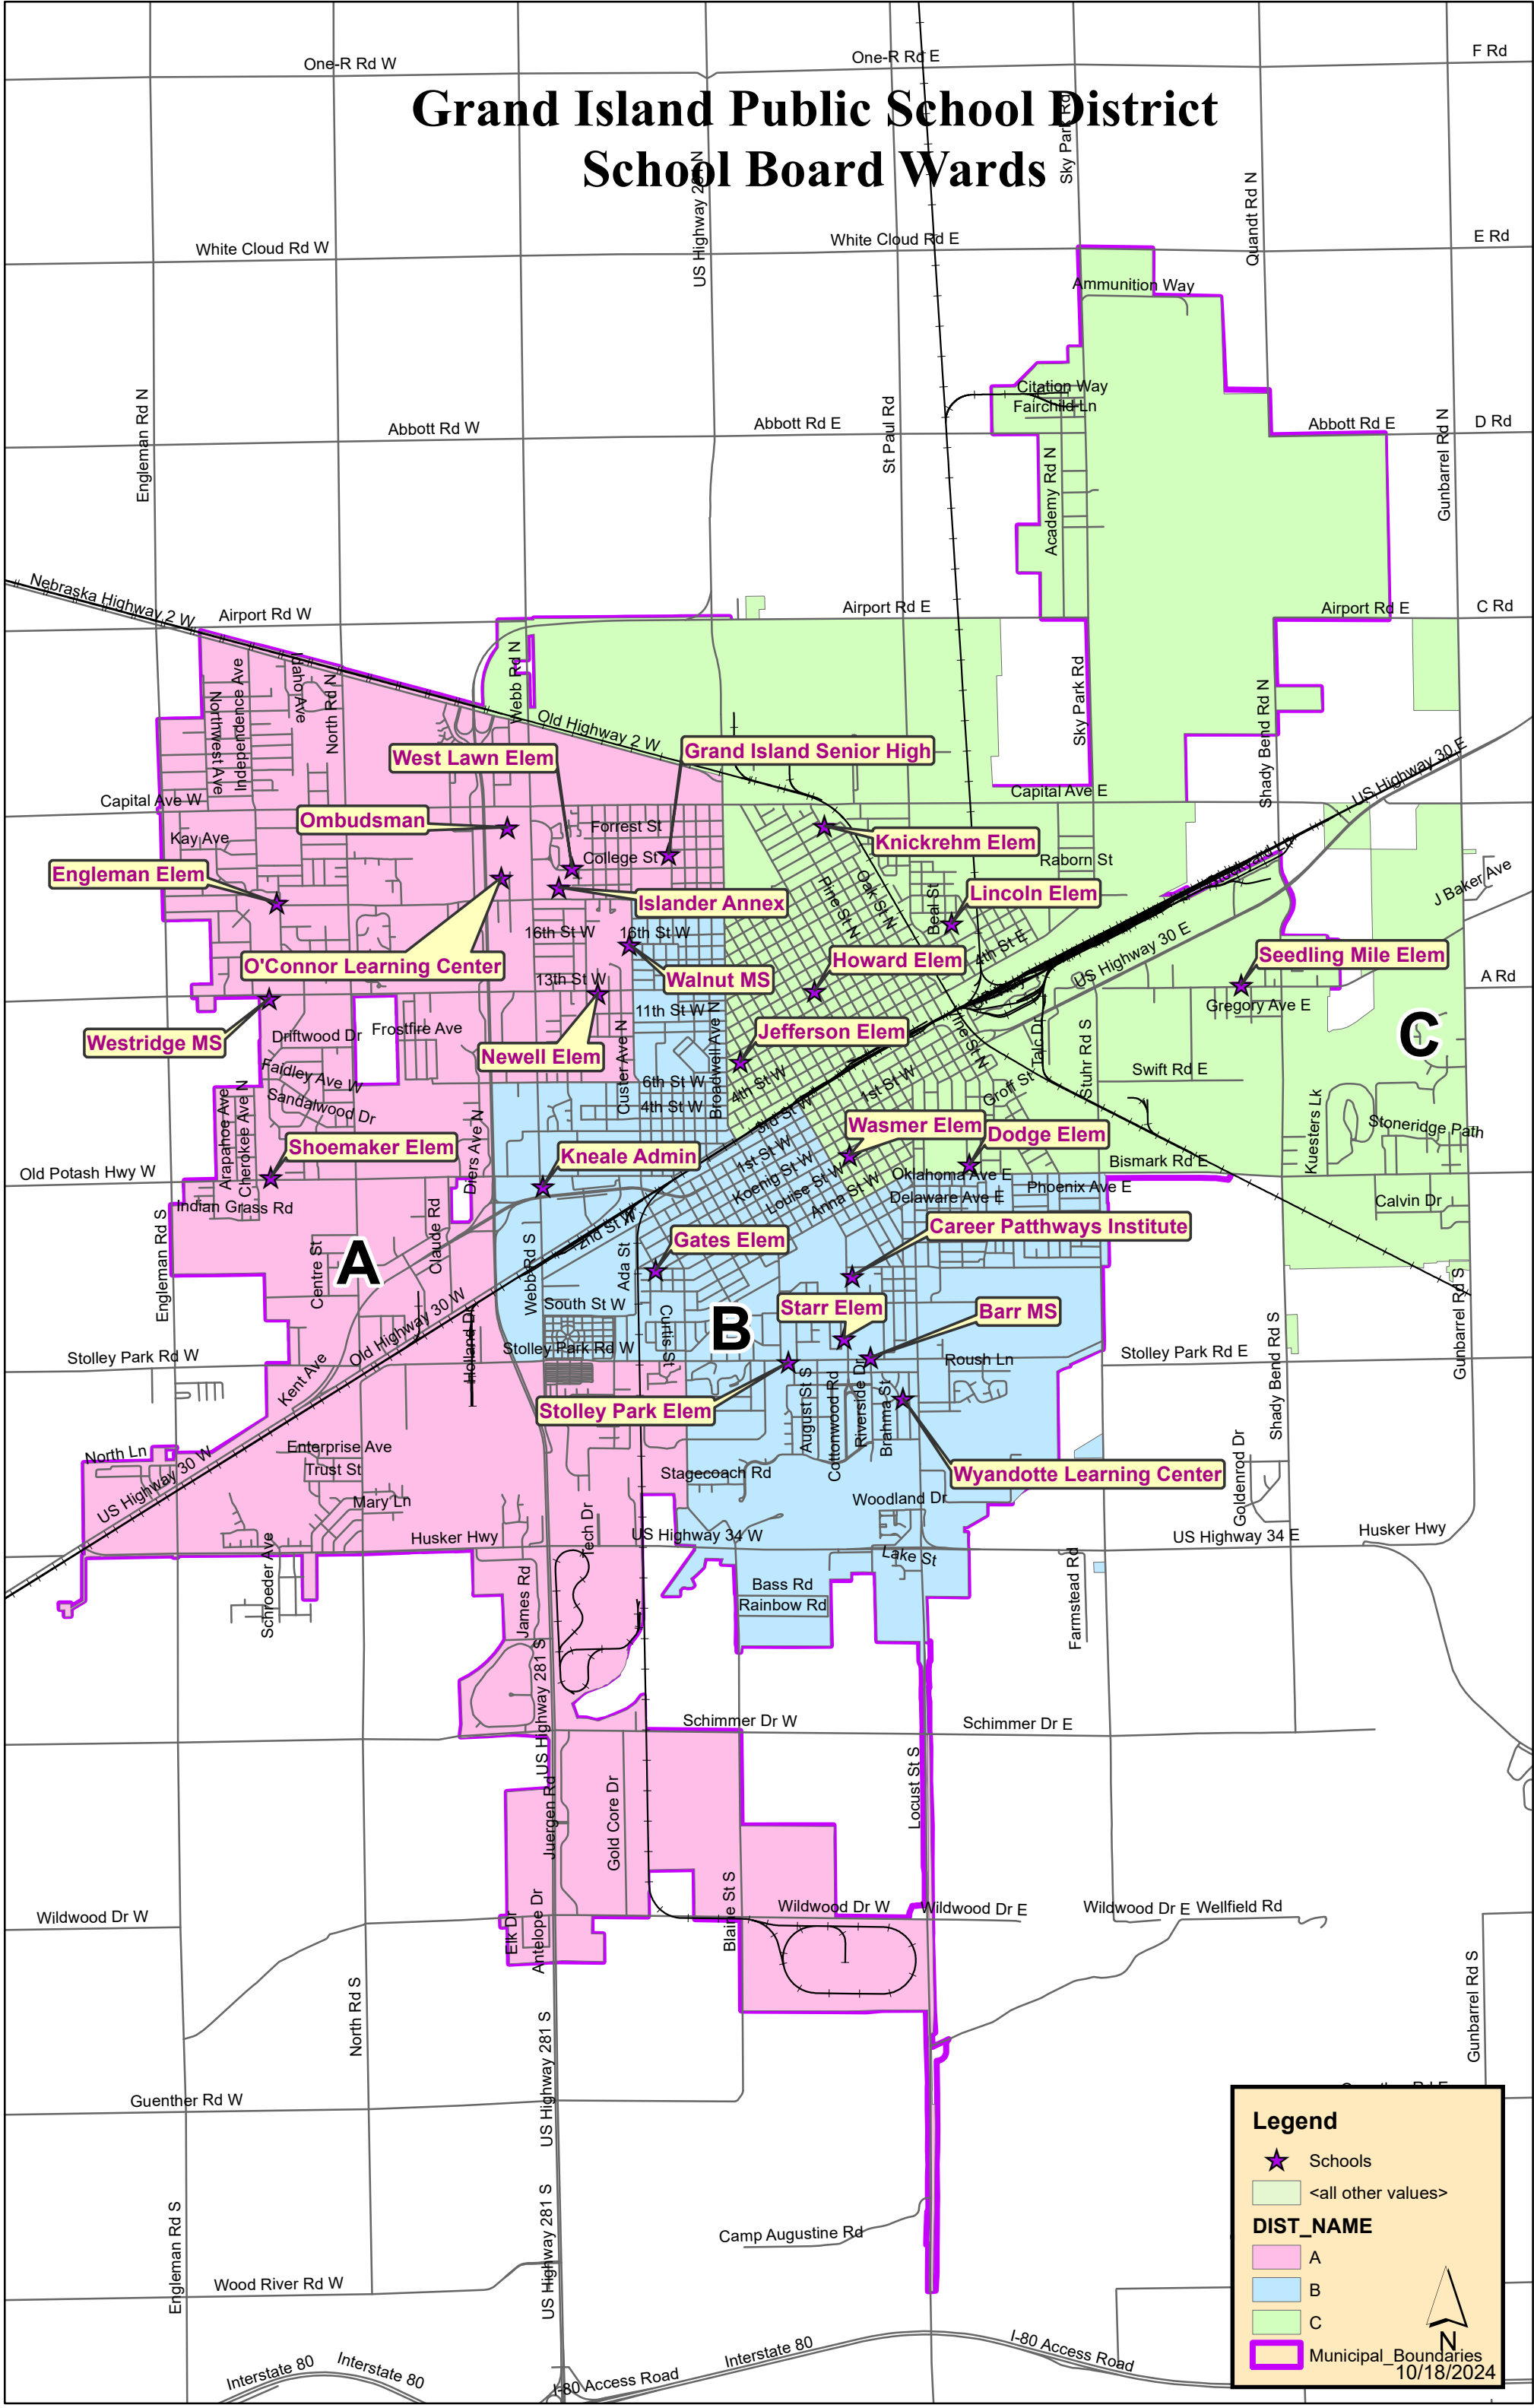 One-R Rd W
One-R Rd E
F Rd
Grand Island Public School District
School Board Wards
Sky Park Rd
US Highway 281 N
Quandt Rd N
White Cloud Rd W
White Cloud Rd E
E Rd
Ammunition Way
Citation Way
Fairchild Ln
Engleman Rd N
Abbott Rd W
Abbott Rd E
St Paul Rd
Abbott Rd E
D Rd
Gunbarrel Rd N
Academy Rd N
Nebraska Highway 2 W
Airport Rd W
Airport Rd E
Airport Rd E
C Rd
Idaho Ave
Independence Ave
Northwest Ave
North Rd N
Webb Rd N
Sky Park Rd
Shady Bend Rd N
Old Highway 2 W
US Highway 30 E
West Lawn Elem
Grand Island Senior High
Capital Ave W
Capital Ave E
Ombudsman
Forrest St
Kay Ave
Knickrehm Elem
College St
Raborn St
Stockyard Ln
Engleman Elem
J Baker Ave
Islander Annex
Pine St N
Oak St N
Beal St
Lincoln Elem
16th St W
16th St W
4th St E
US Highway 30 E
O'Connor Learning Center
Howard Elem
Seedling Mile Elem
13th St W
Walnut MS
A Rd
Gregory Ave E
11th St W
C
Westridge MS
Driftwood Dr
Frostfire Ave
Newell Elem
Jefferson Elem
Custer Ave N
Broadwell Ave N
Vine St N
Talc Dr
Stuhr Rd S
Faidley Ave W
6th St W
4th St W
1st St W
Swift Rd E
Sandalwood Dr
4th St W
3rd St W
Groff St
Arapahoe Ave
Cherokee Ave N
Diers Ave N
Kuesters Lk
Stoneridge Path
Shoemaker Elem
Kneale Admin
Wasmer Elem
Dodge Elem
1st St W
Koenig St W
Louise St W
Anna St W
Old Potash Hwy W
Bismark Rd E
Oklahoma Ave E
Phoenix Ave E
Delaware Ave E
Indian Grass Rd
Calvin Dr
Claude Rd
2nd St W
Career Patthways Institute
Gates Elem
A
Centre St
Engleman Rd S
Webb Rd S
Ada St
South St W
B
Starr Elem
Barr MS
Old Highway 30 W
Holland Dr
Curtis St
Shady Bend Rd S
Gunbarrel Rd S
Stolley Park Rd W
Stolley Park Rd W
Roush Ln
Stolley Park Rd E
Kent Ave
Stolley Park Elem
August St S
Cottonwood Rd
Riverside Dr
Brahma St
North Ln
Enterprise Ave
Trust St
Stagecoach Rd
Wyandotte Learning Center
Goldenrod Dr
US Highway 30 W
Mary Ln
Woodland Dr
Tech Dr
Husker Hwy
US Highway 34 W
US Highway 34 E
Husker Hwy
Lake St
Schroeder Ave
James Rd
Bass Rd
Rainbow Rd
Farmstead Rd
US Highway 281 S
Schimmer Dr W
Schimmer Dr E
Juergen Rd
Gold Core Dr
Locust St S
Blaine St S
Wildwood Dr W
Wildwood Dr W
Wildwood Dr E
Wildwood Dr E
Wellfield Rd
Elk Dr
Antelope Dr
North Rd S
US Highway 281 S
Gunbarrel Rd S
Guenther Rd W
Legend
Schools
<all other values>
DIST_NAME
A
B
C
Municipal_Boundaries
N
10/18/2024
Engleman Rd S
US Highway 281 S
Camp Augustine Rd
Wood River Rd W
Interstate 80
Interstate 80
I-80 Access Road
Interstate 80
I-80 Access Road